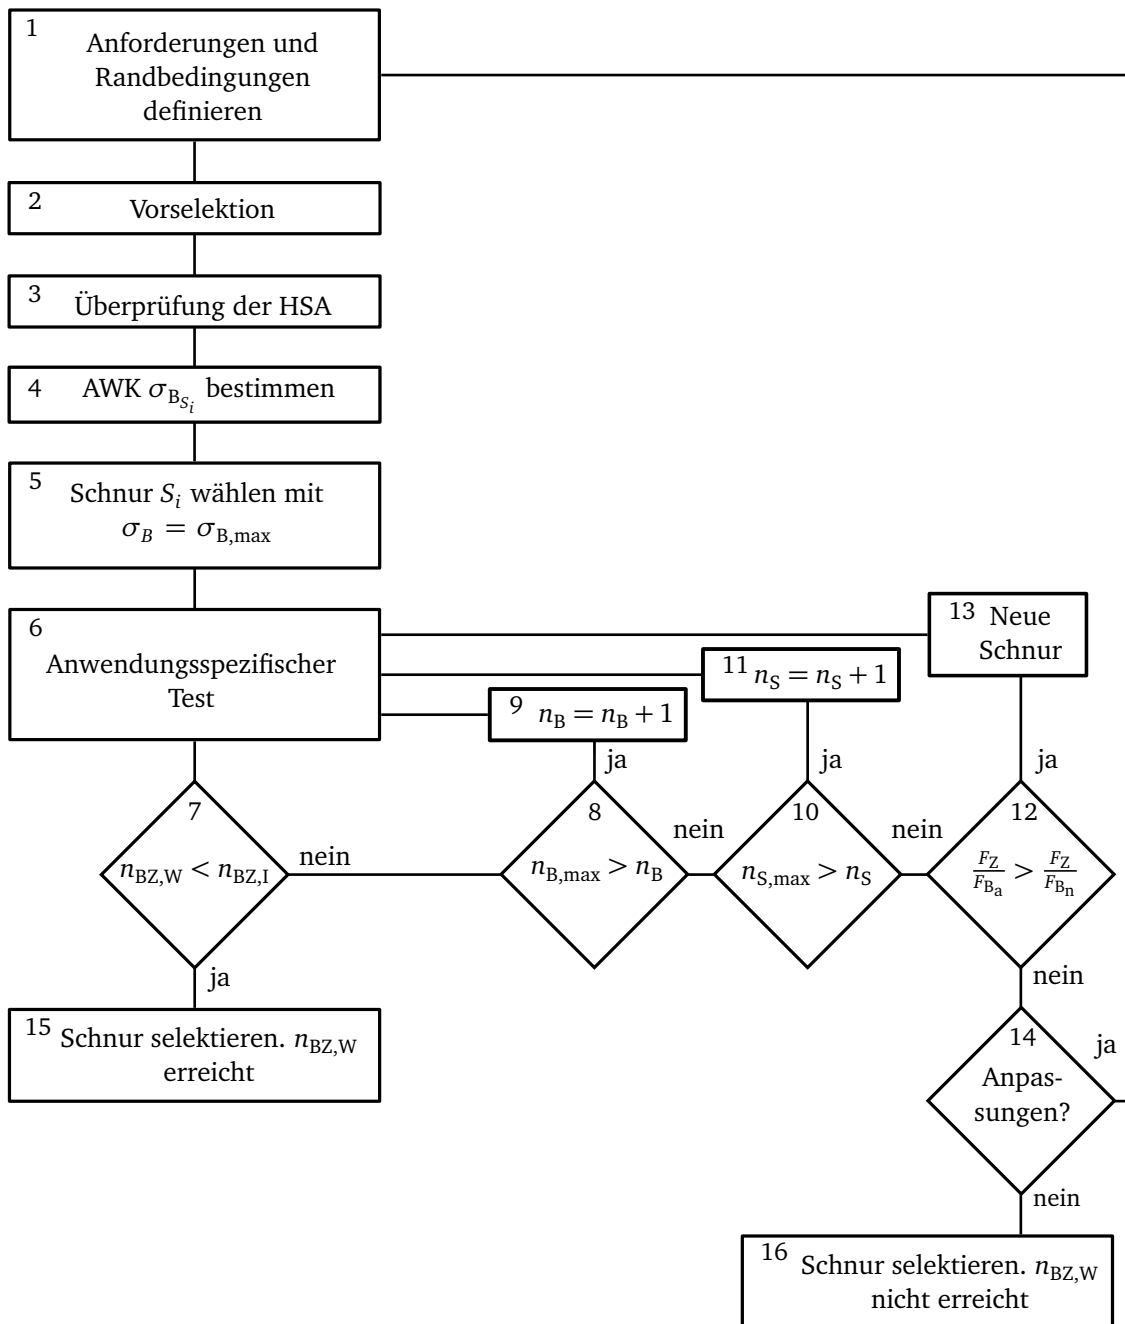 1
Anforderungen und
Randbedingungen
definieren
2 Vorselektion
3 Überprüfung der HSA
4 AWK σ_{B_{S_i}} bestimmen
5
Schnur S_i wählen mit
σ_B = σ_{B,max}
6
Anwendungsspezifischer
Test
13 Neue
Schnur
11 n_S = n_S + 1
9 n_B = n_B + 1
ja
ja
ja
7
n_{BZ,W} < n_{BZ,I}
nein
8
n_{B,max} > n_B
nein
10
n_{S,max} > n_S
nein
12
F_Z/F_{B_a} > F_Z/F_{B_n}
ja
nein
15 Schnur selektieren. n_{BZ,W}
erreicht
14
Anpas-
sungen?
ja
nein
16 Schnur selektieren. n_{BZ,W}
nicht erreicht